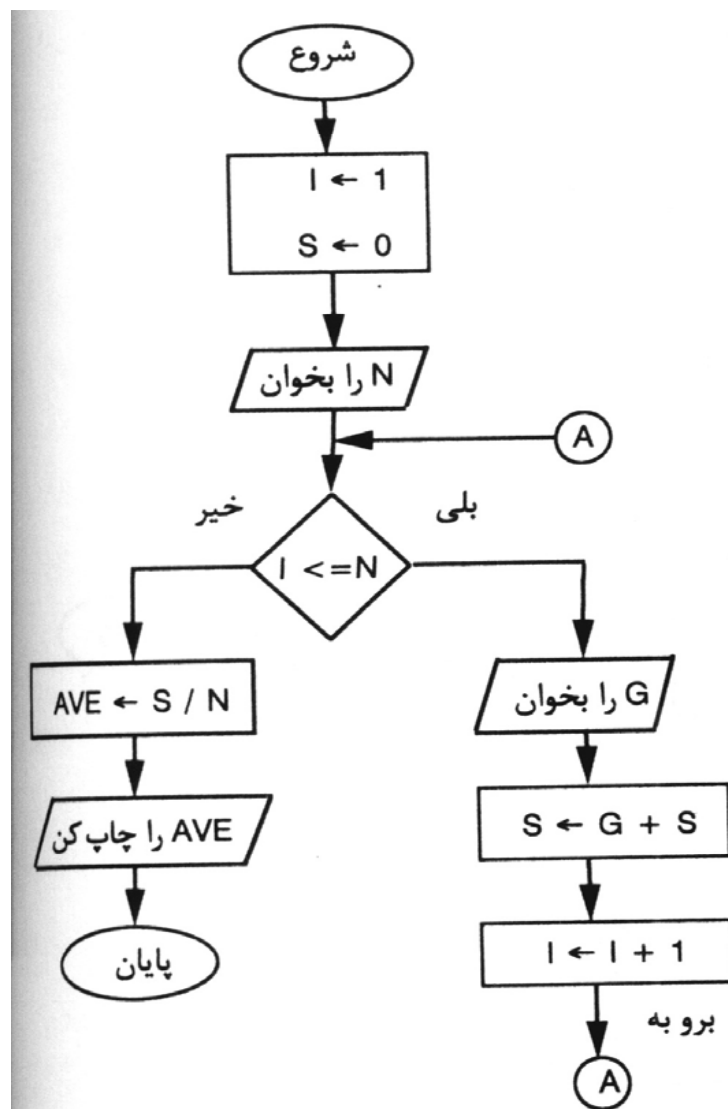 شروع
I ← 1
S ← 0
N را بخوان
A
خیر
بلی
I <=N
AVE ← S / N
G را بخوان
AVE را چاپ کن
S ← G + S
پایان
I ← I + 1
برو به
A